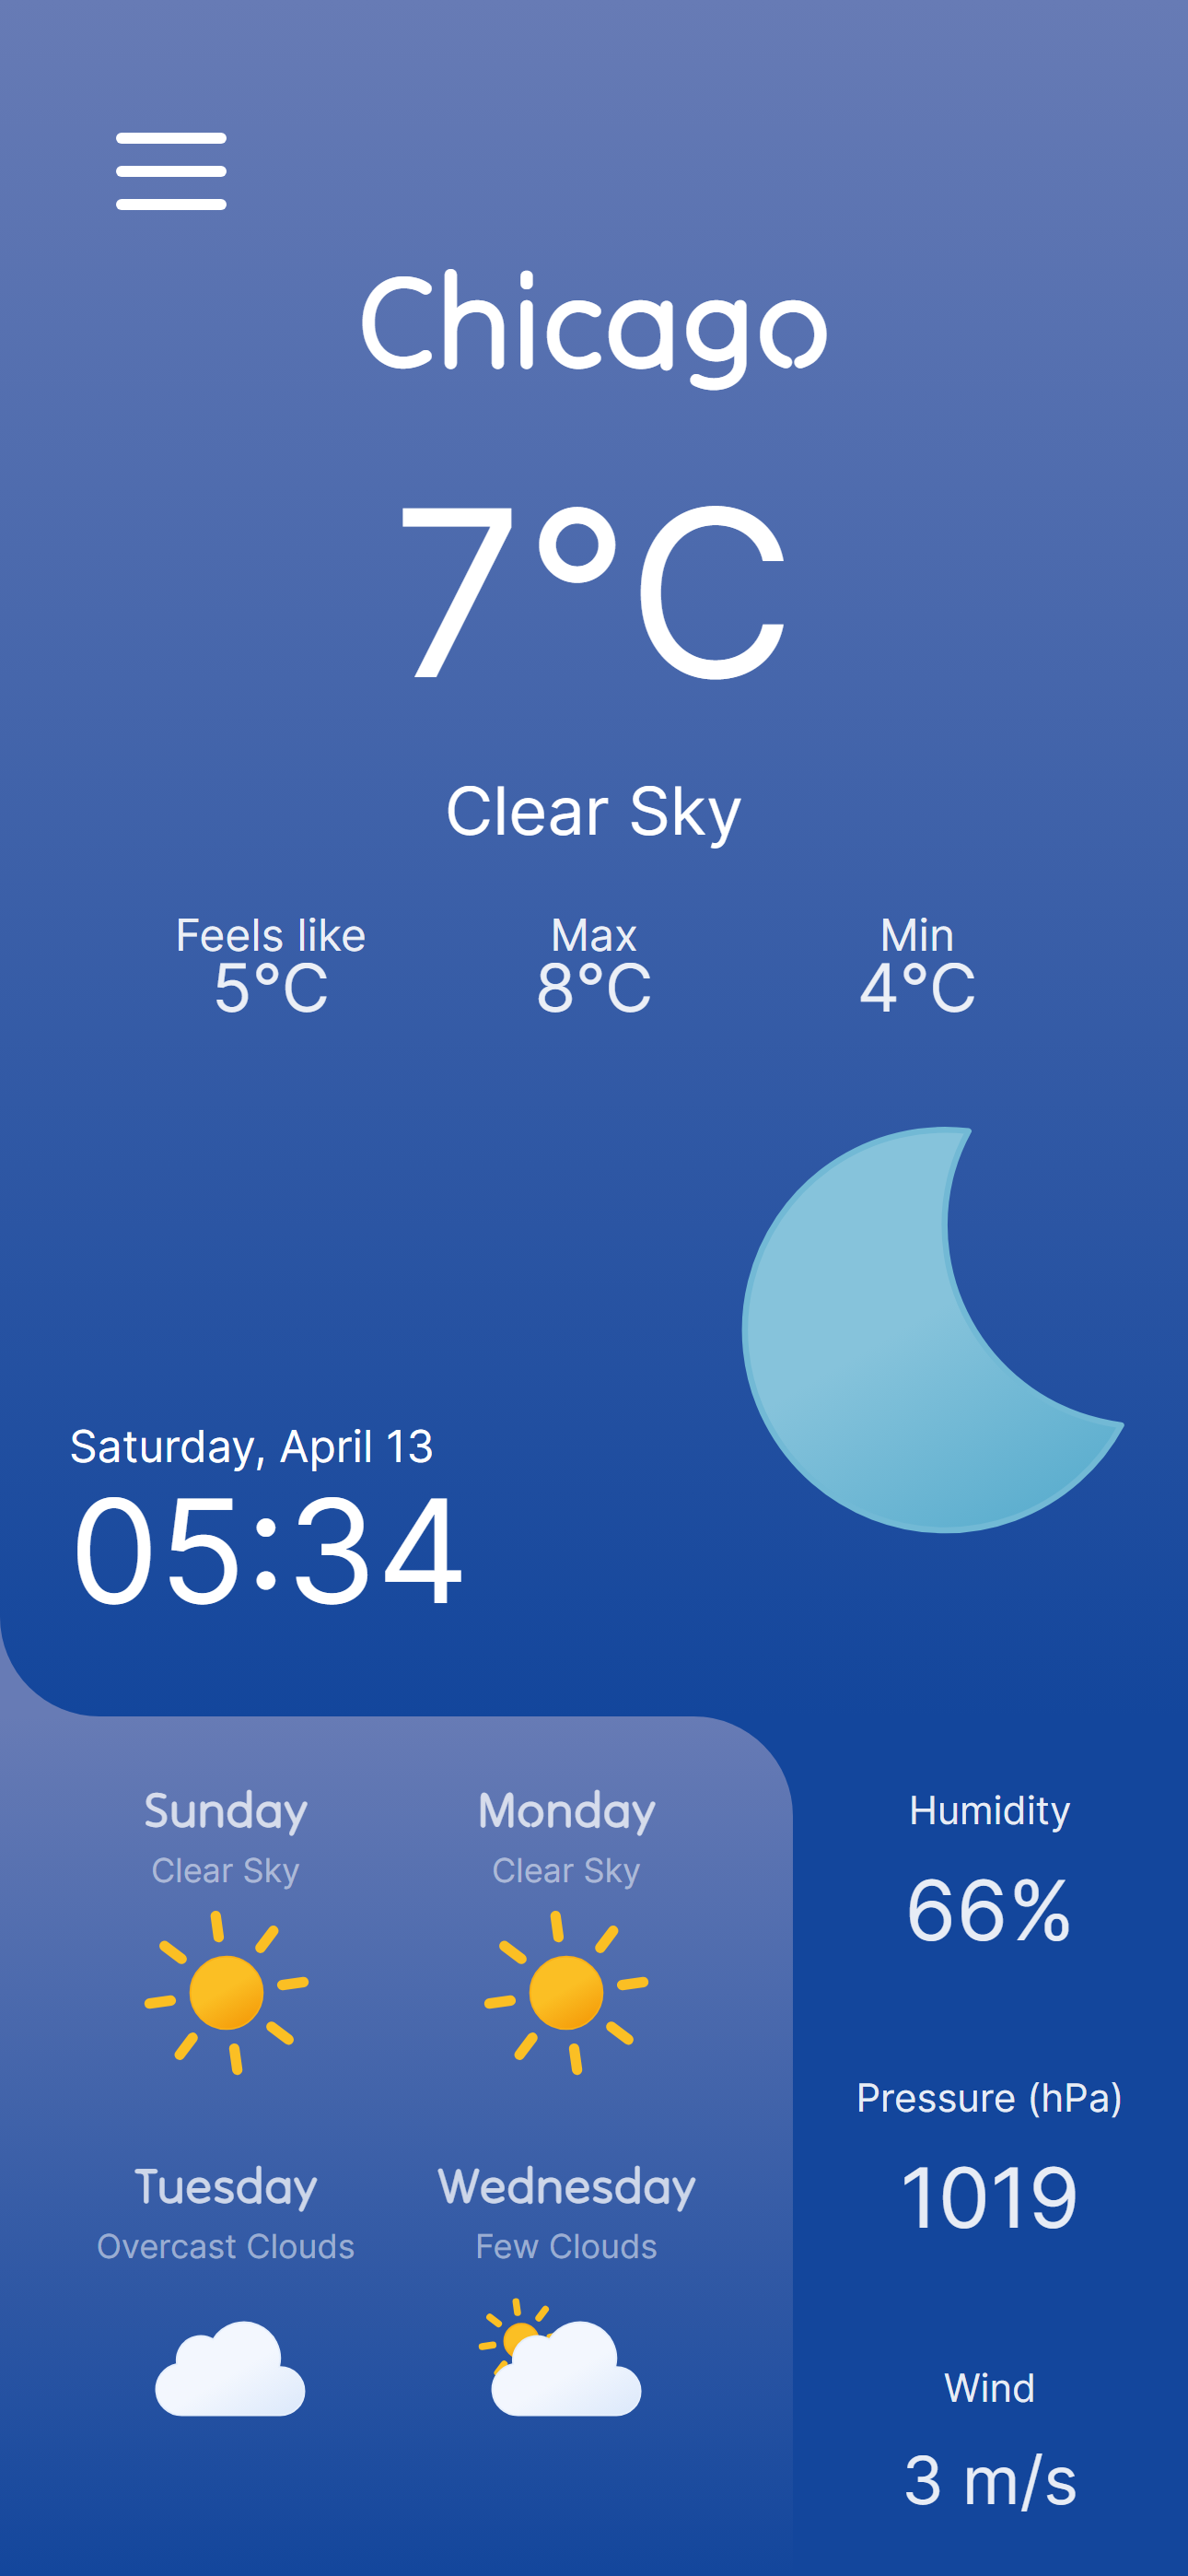 Chicago
7°C
Clear Sky
Feels like
5°C
Max
8°C
Min
4°C
Saturday, April 13
05:34
Sunday
Clear Sky
Monday
Clear Sky
Tuesday
Overcast Clouds
Wednesday
Few Clouds
Humidity
66%
Pressure (hPa)
1019
Wind
3 m/s